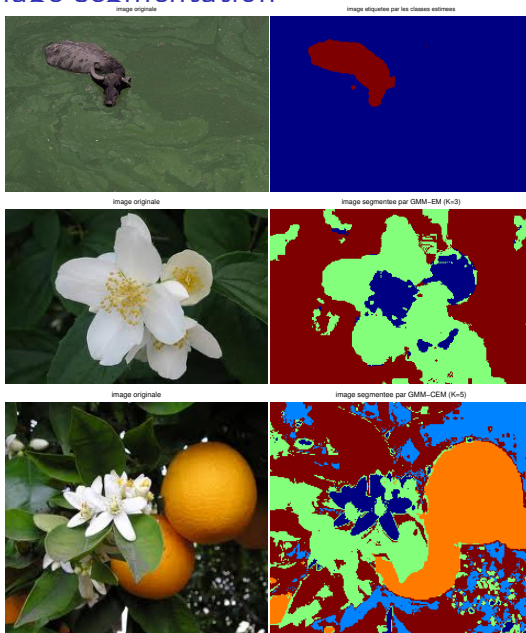 image originale
image etiquetee par les classes estimees
image originale
image segmentee par GMM-EM (K=3)
image originale
image segmentee par GMM-CEM (K=5)